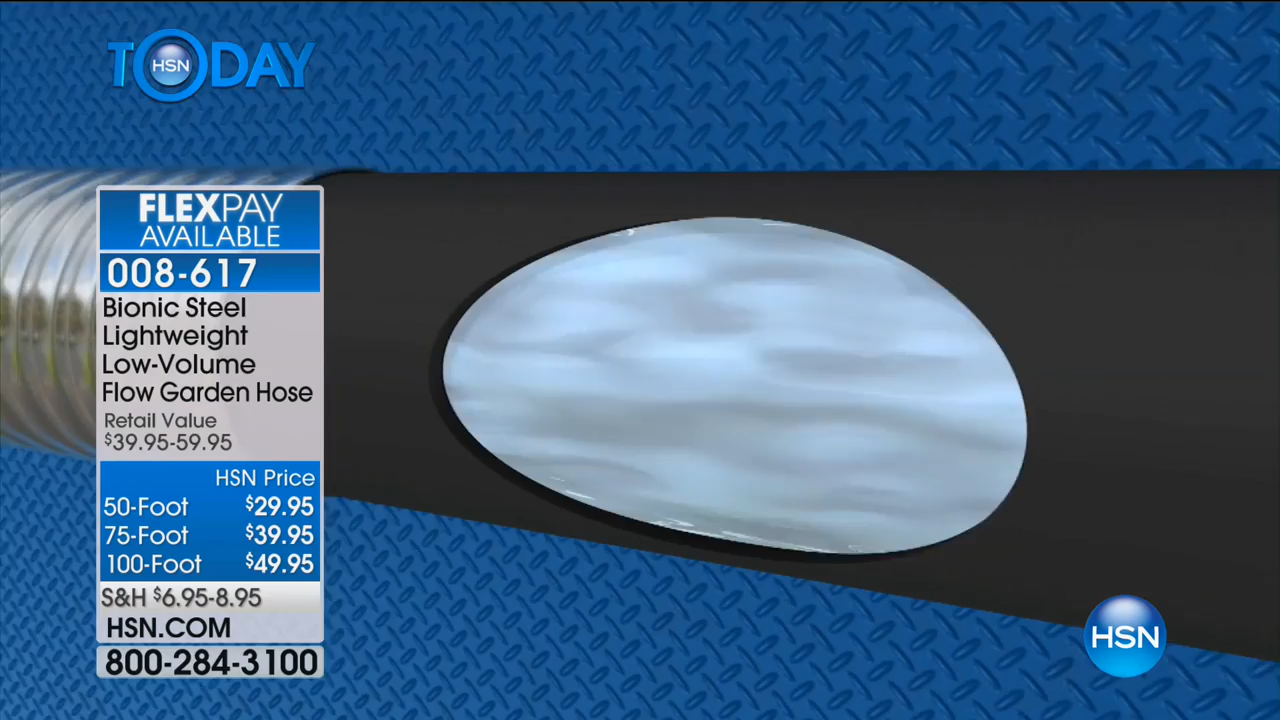 TODAY
HSN
FLEXPAY
AVAILABLE
008-617
Bionic Steel
Lightweight
Low-Volume
Flow Garden Hose
Retail Value
$39.95-59.95
HSN Price
50-Foot $29.95
75-Foot $39.95
100-Foot $49.95
S&H $6.95-8.95
HSN.COM
800-284-3100
HSN